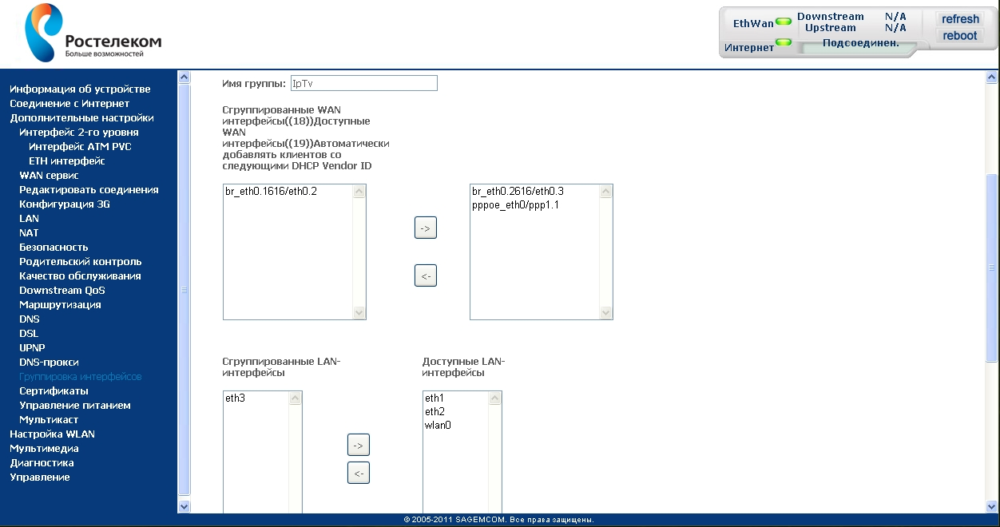 Ростелеком
Больше возможностей
EthWan
Downstream N/A
Upstream N/A
Интернет
Подсоединен.
refresh
reboot
Информация об устройстве
Соединение с Интернет
Дополнительные настройки
Интерфейс 2-го уровня
Интерфейс ATM PVC
ETH интерфейс
WAN сервис
Редактировать соединения
Конфигурация 3G
LAN
NAT
Безопасность
Родительский контроль
Качество обслуживания
Downstream QoS
Маршрутизация
DNS
DSL
UPNP
DNS-прокси
Группировка интерфейсов
Сертификаты
Управление питанием
Мультикаст
Настройка WLAN
Мультимедиа
Диагностика
Управление
Имя группы: IpTv
Сгруппированные WAN
интерфейсы((18))Доступные
WAN
интерфейсы((19))Автоматически
добавлять клиентов со
следующими DHCP Vendor ID
br_eth0.1616/eth0.2
->
<-
br_eth0.2616/eth0.3
pppoe_eth0/ppp1.1
Сгруппированные LAN-
интерфейсы
Доступные LAN-
интерфейсы
eth3
->
<-
eth1
eth2
wlan0
© 2005-2011 SAGEMCOM. Все права защищены.